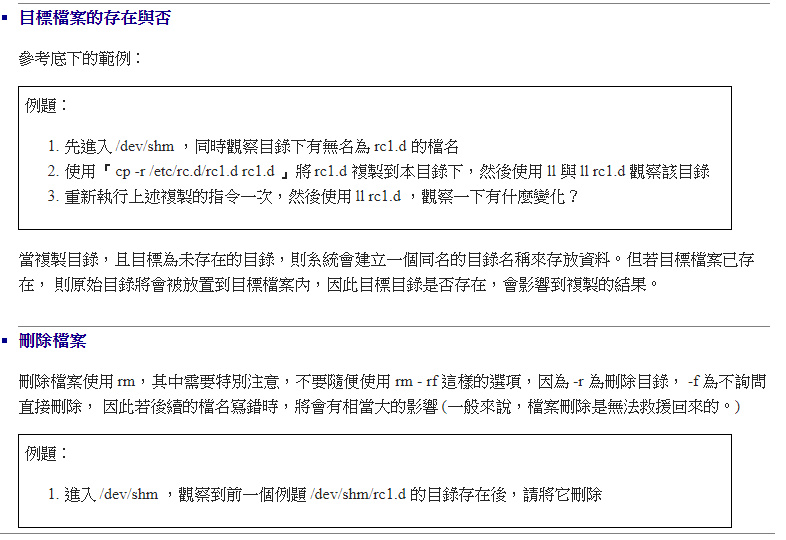 目標檔案的存在與否
參考底下的範例：
例題：
1. 先進入 /dev/shm ，同時觀察目錄下有無名為 rc1.d 的檔名
2. 使用『 cp -r /etc/rc.d/rc1.d rc1.d 』將 rc1.d 複製到本目錄下，然後使用 ll 與 ll rc1.d 觀察該目錄
3. 重新執行上述複製的指令一次，然後使用 ll rc1.d ，觀察一下有什麼變化？
當複製目錄，且目標為未存在的目錄，則系統會建立一個同名的目錄名稱來存放資料。但若目標檔案已存
在， 則原始目錄將會被放置到目標檔案內，因此目標目錄是否存在，會影響到複製的結果。
刪除檔案
刪除檔案使用 rm，其中需要特別注意，不要隨便使用 rm - rf 這樣的選項，因為 -r 為刪除目錄， -f 為不詢問
直接刪除， 因此若後續的檔名寫錯時，將會有相當大的影響 (一般來說，檔案刪除是無法救援回來的。)
例題：
1. 進入 /dev/shm ，觀察到前一個例題 /dev/shm/rc1.d 的目錄存在後，請將它刪除